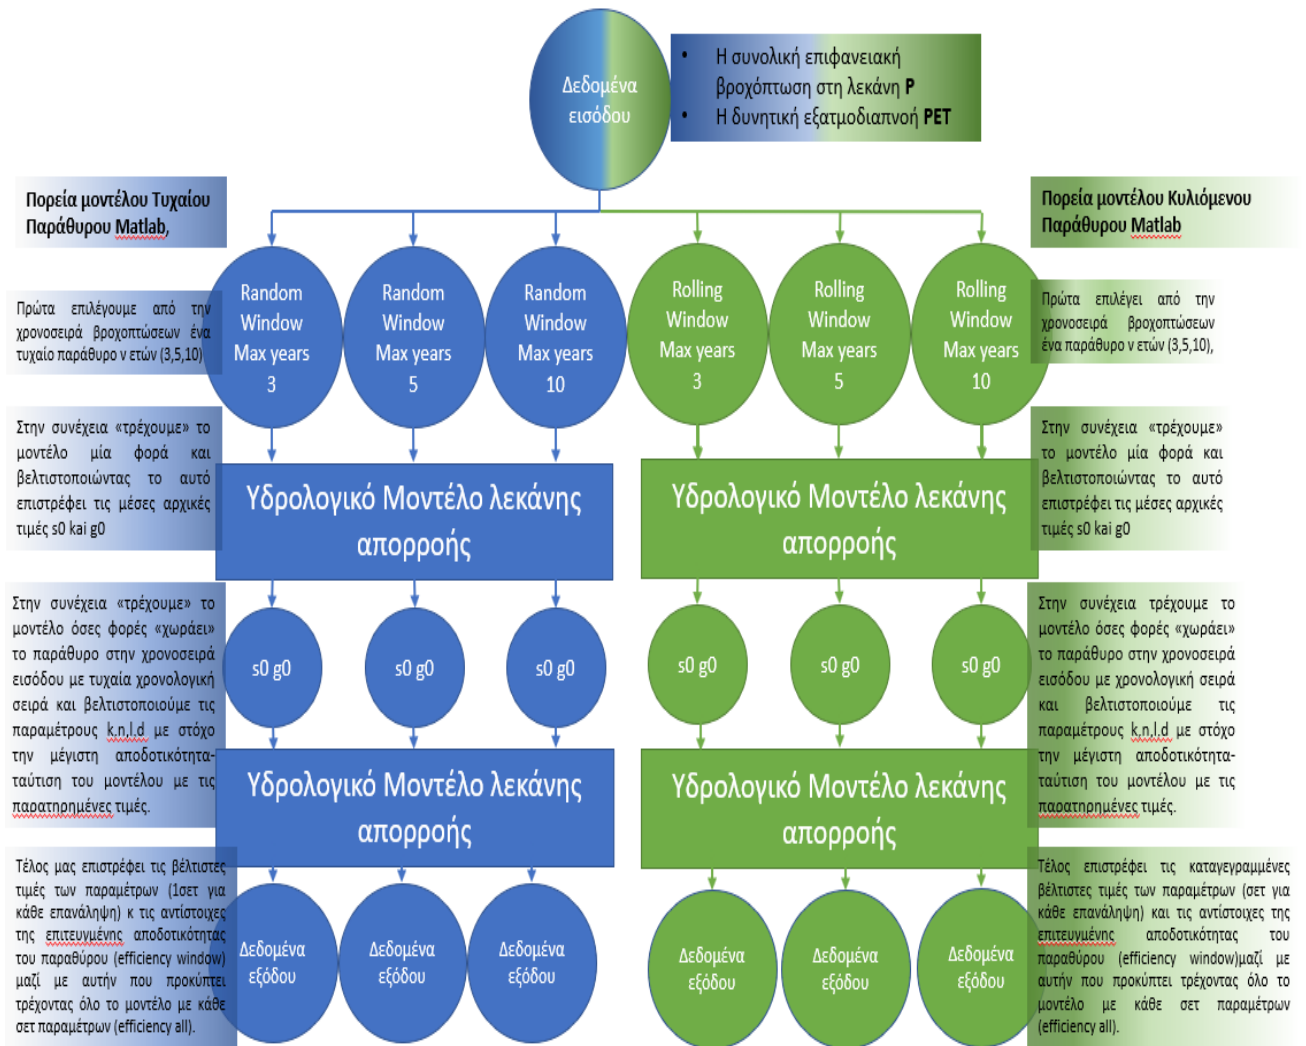 Δεδομένα
εισόδου
• Η συνολική επιφανειακή
βροχόπτωση στη λεκάνη P
• Η δυνητική εξατμοδιαπνοή PET
Πορεία μοντέλου Τυχαίου
Παράθυρου Matlab,
Πορεία μοντέλου Κυλιόμενου
Παράθυρου Matlab
Πρώτα επιλέγουμε από την
χρονοσειρά βροχοπτώσεων ένα
τυχαίο παράθυρο ν ετών (3,5,10)
Random
Window
Max years
3
Random
Window
Max years
5
Random
Window
Max years
10
Rolling
Window
Max years
3
Rolling
Window
Max years
5
Rolling
Window
Max years
10
Πρώτα επιλέγει από την
χρονοσειρά βροχοπτώσεων
ένα παράθυρο ν ετών (3,5,10),
Στην συνέχεια «τρέχουμε» το
μοντέλο μία φορά και
βελτιστοποιώντας το αυτό
επιστρέφει τις μέσες αρχικές
τιμές s0 kai g0
Υδρολογικό Μοντέλο λεκάνης
απορροής
Υδρολογικό Μοντέλο λεκάνης
απορροής
Στην συνέχεια «τρέχουμε»
το μοντέλο μία φορά και
βελτιστοποιώντας το αυτό
επιστρέφει τις μέσες αρχικές
τιμές s0 kai g0
Στην συνέχεια «τρέχουμε» το
μοντέλο όσες φορές «χωράει»
το παράθυρο στην χρονοσειρά
εισόδου με τυχαία χρονολογική
σειρά και βελτιστοποιούμε τις
παραμέτρους k,n,l,d με στόχο
την μέγιστη αποδοτικότητα-
ταύτιση του μοντέλου με τις
παρατηρημένες τιμές.
s0 g0
s0 g0
s0 g0
s0 g0
s0 g0
s0 g0
Στην συνέχεια τρέχουμε το
μοντέλο όσες φορές «χωράει»
το παράθυρο στην χρονοσειρά
εισόδου με χρονολογική σειρά
και βελτιστοποιούμε τις
παραμέτρους k,n,l,d με στόχο
την μέγιστη αποδοτικότητα-
ταύτιση του μοντέλου με τις
παρατηρημένες τιμές.
Υδρολογικό Μοντέλο λεκάνης
απορροής
Υδρολογικό Μοντέλο λεκάνης
απορροής
Τέλος μας επιστρέφει τις βέλτιστες
τιμές των παραμέτρων (1σετ για
κάθε επανάληψη) κ τις αντίστοιχες
της επιτευγμένης αποδοτικότητας
του παραθύρου (efficiency window)
μαζί με αυτήν που προκύπτει
τρέχοντας όλο το μοντέλο με κάθε
σετ παραμέτρων (efficiency all).
Δεδομένα
εξόδου
Δεδομένα
εξόδου
Δεδομένα
εξόδου
Δεδομένα
εξόδου
Δεδομένα
εξόδου
Δεδομένα
εξόδου
Τέλος επιστρέφει τις καταγεγραμμένες
βέλτιστες τιμές των παραμέτρων (σετ για
κάθε επανάληψη) και τις αντίστοιχες της
επιτευγμένης αποδοτικότητας του
παραθύρου (efficiency window)μαζί με
αυτήν που προκύπτει τρέχοντας όλο το
μοντέλο με κάθε σετ παραμέτρων
(efficiency all).